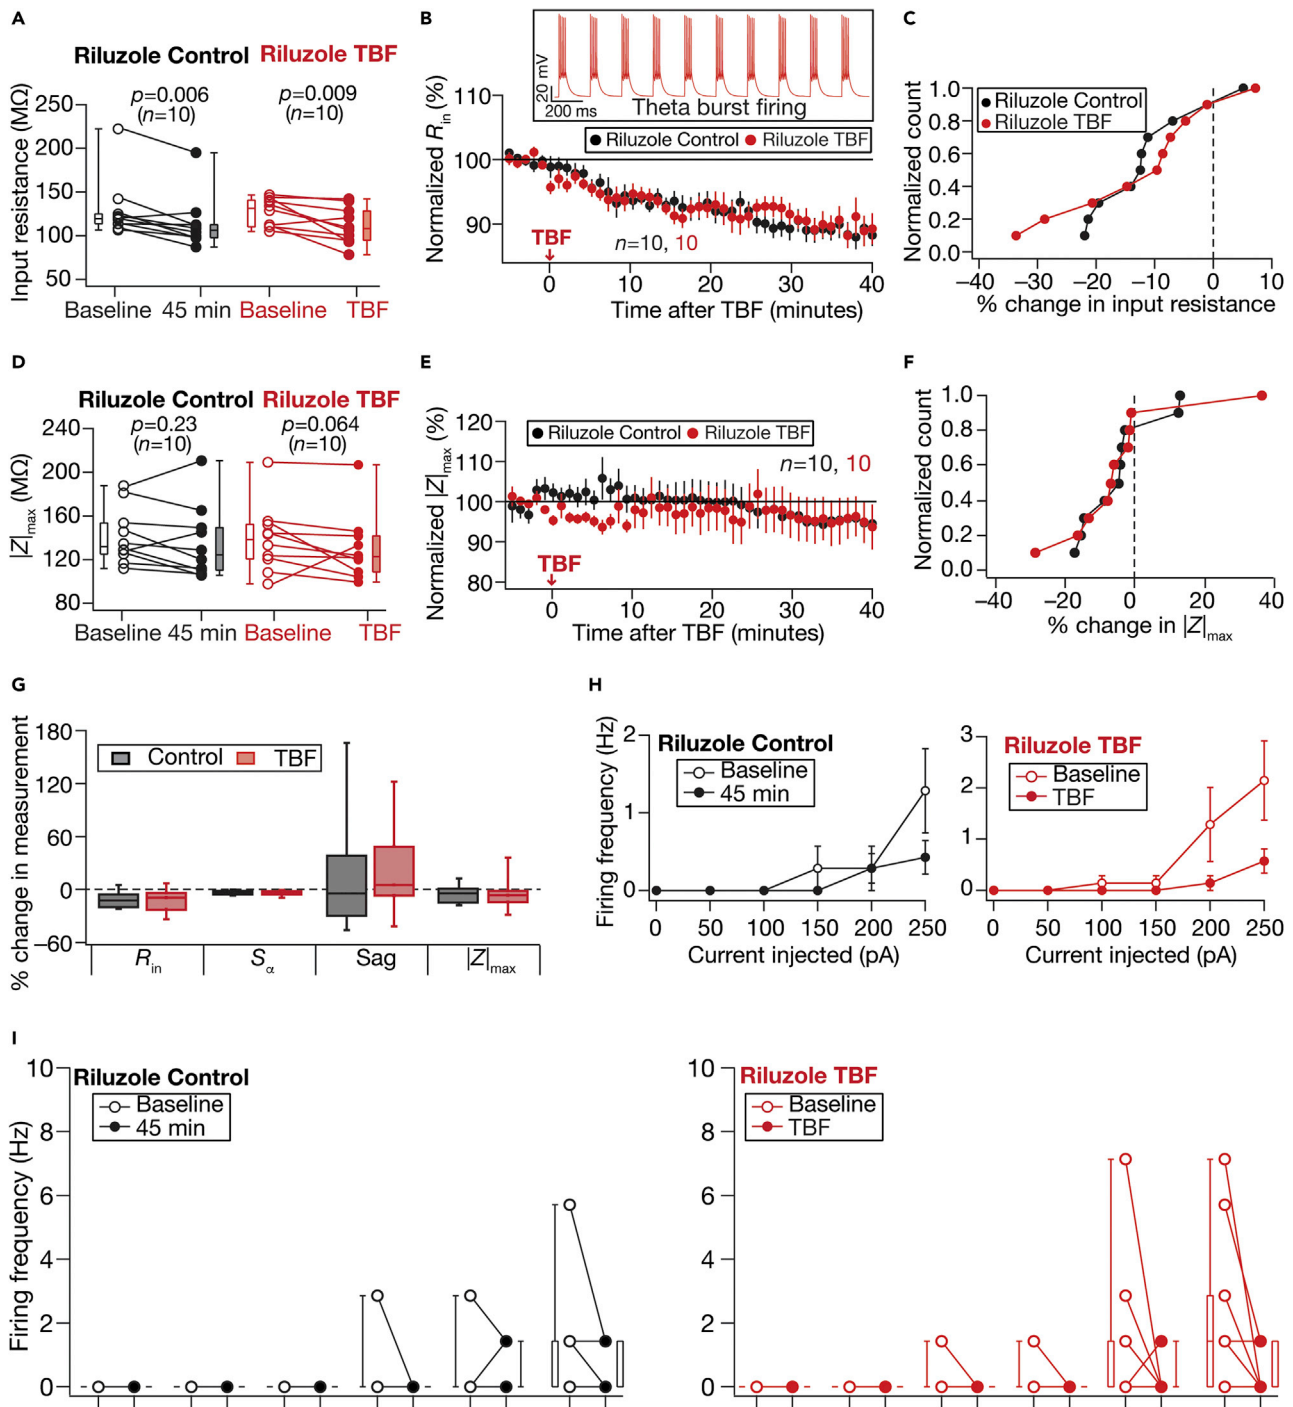 A
Riluzole Control Riluzole TBF
p=0.006
(n=10)
p=0.009
(n=10)
Input resistance (MΩ)
250
200
150
100
50
Baseline 45 min Baseline TBF
B
20 mV
200 ms
Theta burst firing
Riluzole Control Riluzole TBF
Normalized Rin (%)
110
100
90
TBF
n=10, 10
0 10 20 30 40
Time after TBF (minutes)
C
Riluzole Control
Riluzole TBF
Normalized count
1.0
0.8
0.6
0.4
0.2
0.0
−40 −30 −20 −10 0 10
% change in input resistance
D
Riluzole Control Riluzole TBF
p=0.23
(n=10)
p=0.064
(n=10)
|Z|max (MΩ)
240
200
160
120
80
Baseline 45 min Baseline TBF
E
Riluzole Control Riluzole TBF
n=10, 10
Normalized |Z|max (%)
120
110
100
90
80
TBF
0 10 20 30 40
Time after TBF (minutes)
F
Normalized count
1.0
0.8
0.6
0.4
0.2
0.0
−40 −20 0 20 40
% change in |Z|max
G
% change in measurement
180
120
60
0
−60
Control TBF
Rin Sα Sag |Z|max
H
Firing frequency (Hz)
2
1
0
Riluzole Control
Baseline
45 min
0 50 100 150 200 250
Current injected (pA)
3
2
1
0
Riluzole TBF
Baseline
TBF
0 50 100 150 200 250
Current injected (pA)
I
Firing frequency (Hz)
10
8
6
4
2
0
Riluzole Control
Baseline
45 min
10
8
6
4
2
0
Riluzole TBF
Baseline
TBF